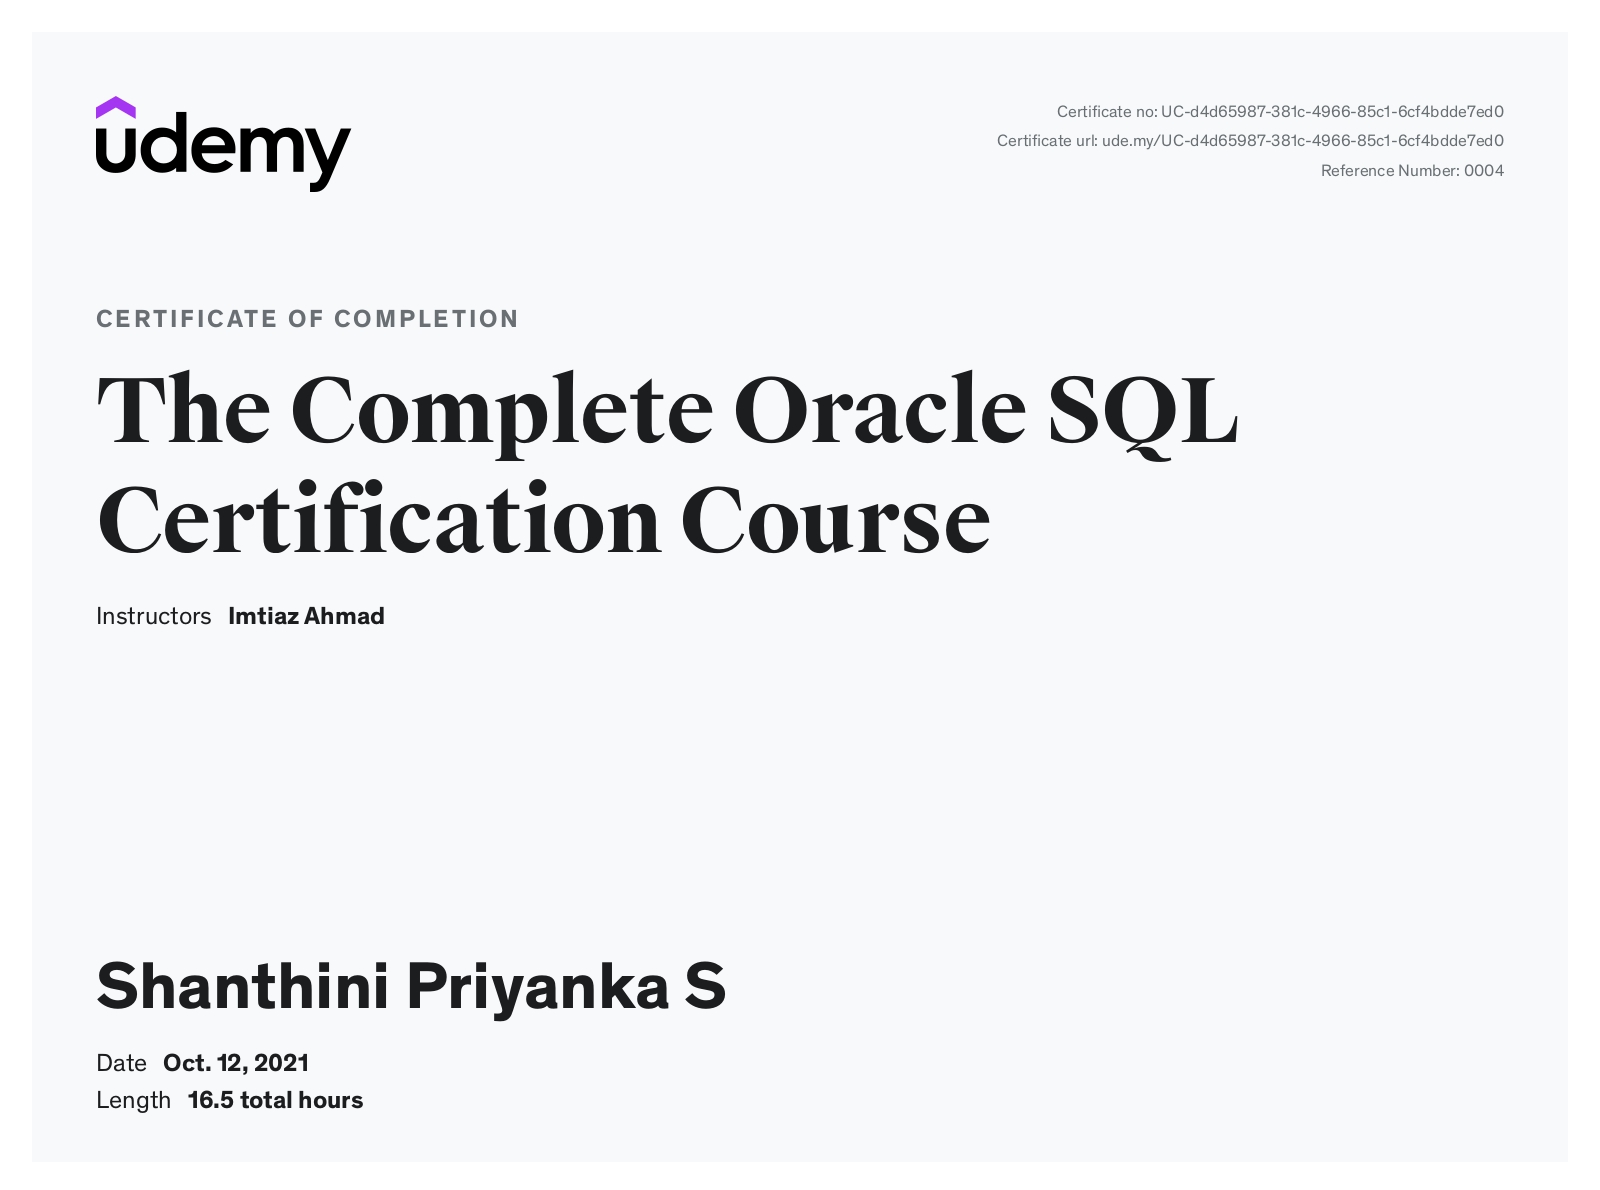 udemy
Certificate no: UC-d4d65987-381c-4966-85c1-6cf4bdde7ed0
Certificate url: ude.my/UC-d4d65987-381c-4966-85c1-6cf4bdde7ed0
Reference Number: 0004
CERTIFICATE OF COMPLETION
The Complete Oracle SQL
Certification Course
Instructors Imtiaz Ahmad
Shanthini Priyanka S
Date Oct. 12, 2021
Length 16.5 total hours